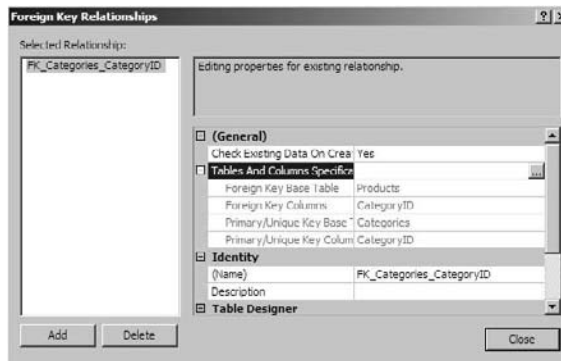 Foreign Key Relationships
Selected Relationship:
FK_Categories_CategoryID
Editing properties for existing relationship.
(General)
Check Existing Data On Crea Yes
Tables And Columns Specifica
Foreign Key Base Table Products
Foreign Key Columns CategoryID
Primary/Unique Key Base T Categories
Primary/Unique Key Colum CategoryID
Identity
(Name) FK_Categories_CategoryID
Description
Table Designer
Add Delete
Close